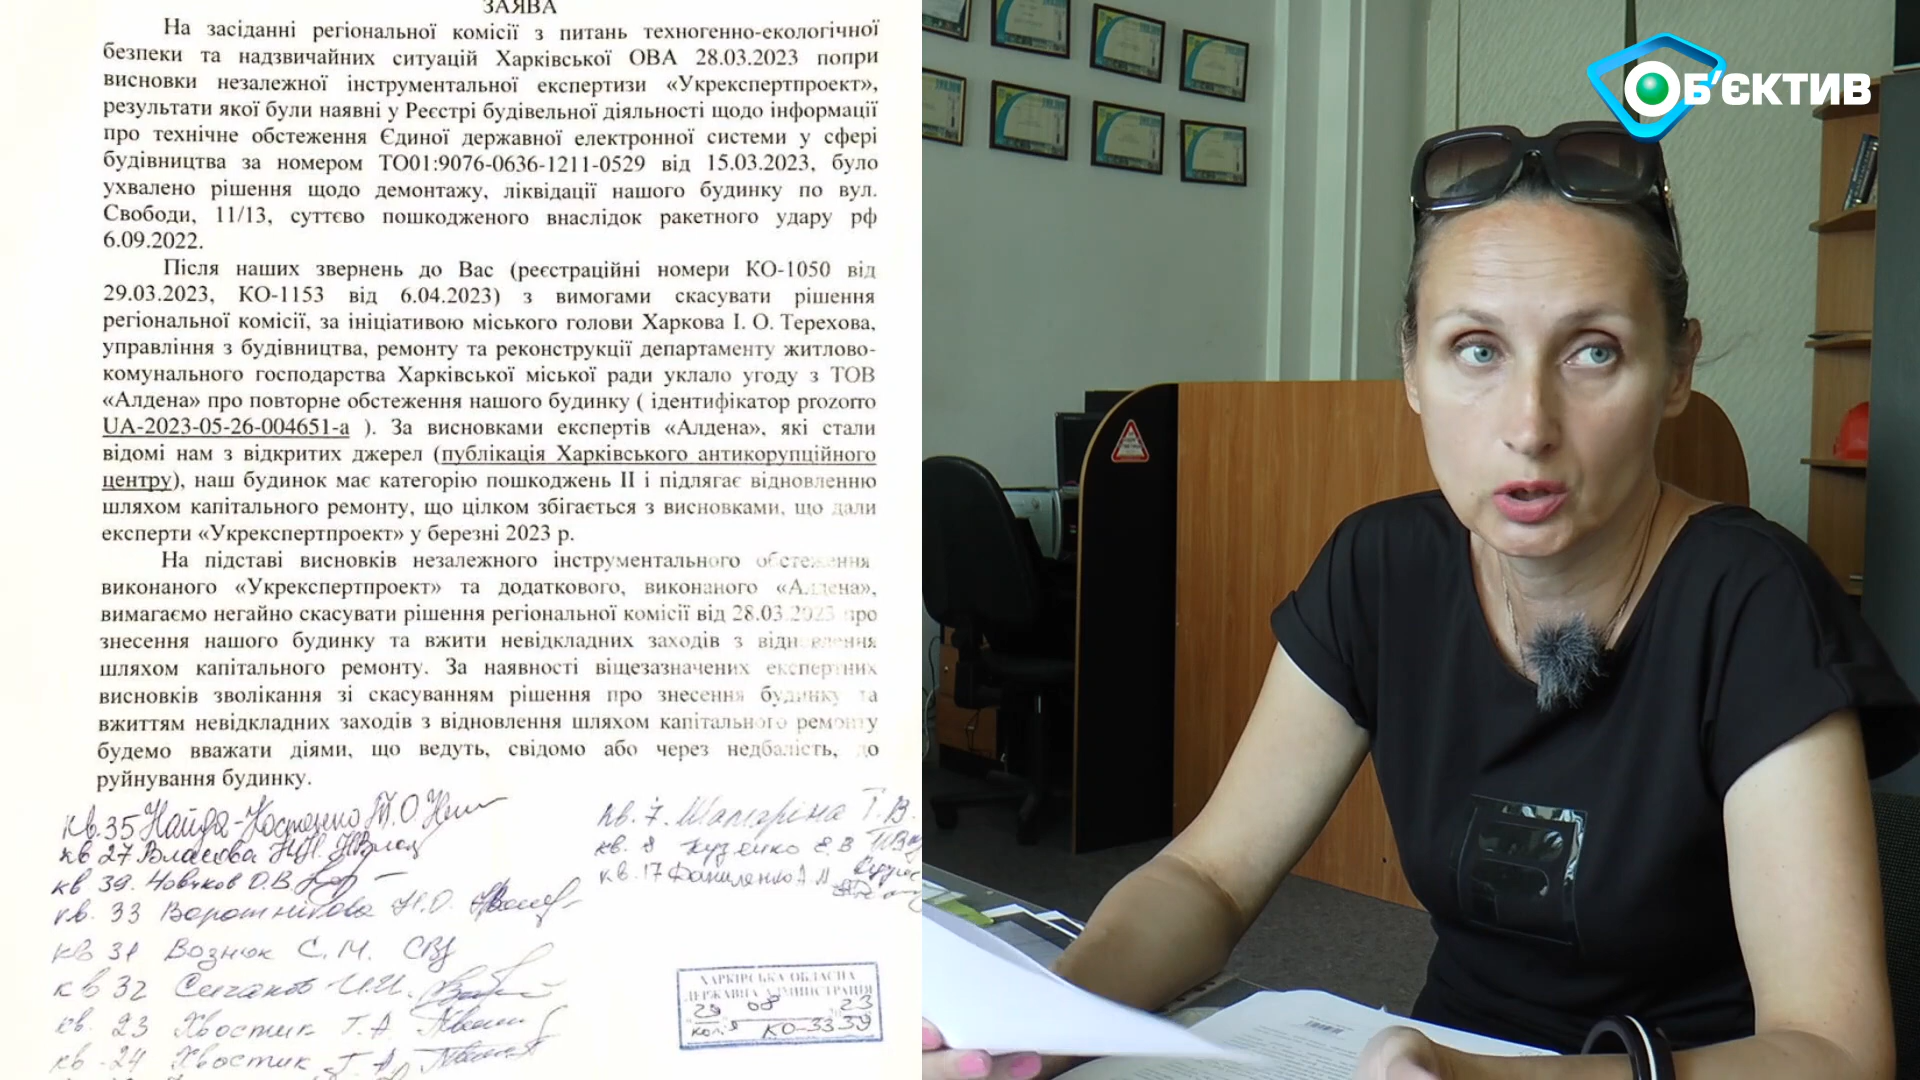 ЗАЯВА
На засіданні регіональної комісії з питань техногенно-екологічної
безпеки та надзвичайних ситуацій Харківської ОВА 28.03.2023 попри
висновки незалежної інструментальної експертизи «Укрекспертпроект»,
результати якої були наявні у Реєстрі будівельної діяльності щодо інформації
про технічне обстеження Єдиної державної електронної системи у сфері
будівництва за номером ТО01:9076-0636-1211-0529 від 15.03.2023, було
ухвалено рішення щодо демонтажу, ліквідації нашого будинку по вул.
Свободи, 11/13, суттєво пошкодженого внаслідок ракетного удару рф
6.09.2022.
Після наших звернень до Вас (реєстраційні номери КО-1050 від
29.03.2023, КО-1153 від 6.04.2023) з вимогами скасувати рішення
регіональної комісії, за ініціативою міського голови Харкова І. О. Терехова,
управління з будівництва, ремонту та реконструкції департаменту житлово-
комунального господарства Харківської міської ради уклало угоду з ТОВ
«Алдена» про повторне обстеження нашого будинку ( ідентифікатор prozorro
UA-2023-05-26-004651-a ). За висновками експертів «Алдена», які стали
відомі нам з відкритих джерел (публікація Харківського антикорупційного
центру), наш будинок має категорію пошкоджень ІІ і підлягає відновленню
шляхом капітального ремонту, що цілком збігається з висновками, що дали
експерти «Укрекспертпроект» у березні 2023 р.
На підставі висновків незалежного інструментального обстеження
виконаного «Укрекспертпроект» та додаткового, виконаного «Алдена»,
вимагаємо негайно скасувати рішення регіональної комісії від 28.03.2023 про
знесення нашого будинку та вжити невідкладних заходів з відновлення
шляхом капітального ремонту. За наявності віщезазначених експертних
висновків зволікання зі скасуванням рішення про знесення будинку та
вжиттям невідкладних заходів з відновлення шляхом капітального ремонту
будемо вважати діями, що ведуть, свідомо або через недбалість, до
руйнування будинку.
кв.35 Найда-Костенко Т.О.
кв 27 Власова Н.Н.
кв 39. Новіков О.В.
кв. 33 Воротнікова Н.О.
кв 31 Вознюк С.М.
кв 32
кв. 23 Хвостик Г.А
кв-24 Хвостик Г.А.
кв. 7. Шатаріна Т.В.
кв. 8 Кузенко Є.В
кв. 17 Даниленко А.М
ХАРКІВСЬКА ОБЛАСНА
ДЕРЖАВНА АДМІНІСТРАЦІЯ
29 08 23
КО-3339
ОБ’ЄКТИВ